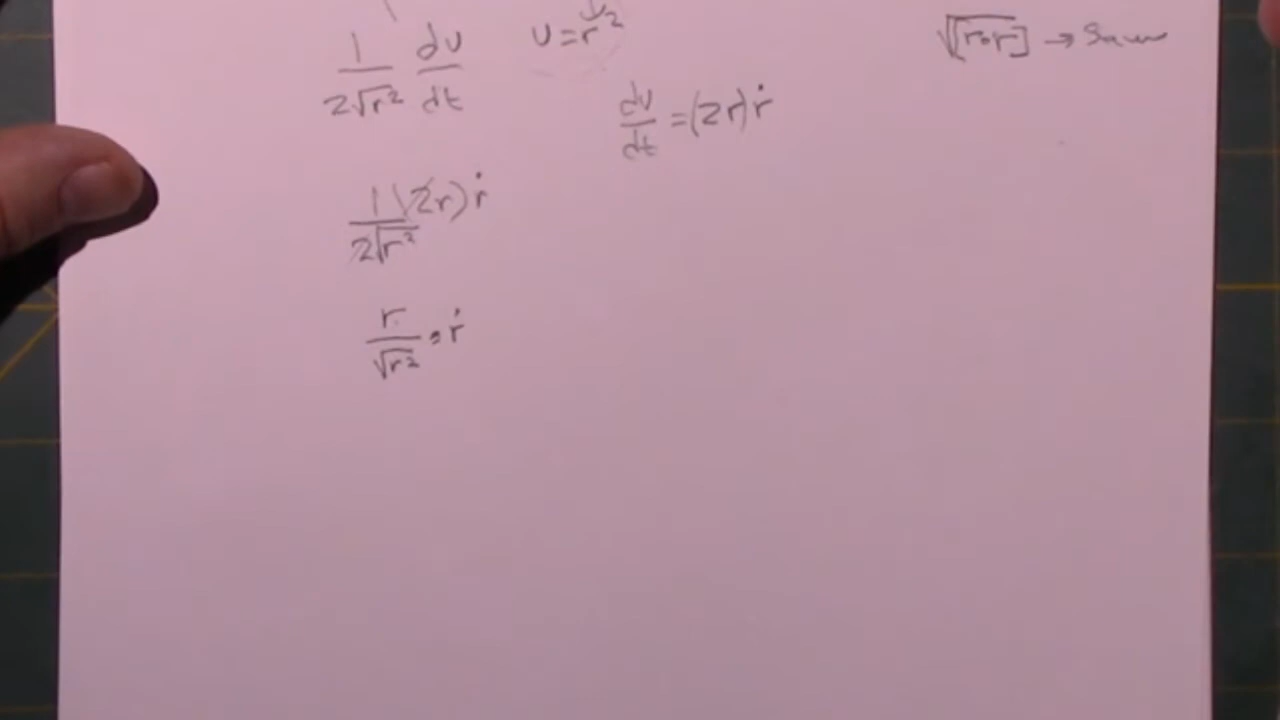 1/(2√r²) du/dt u=r² √[r∘r] → Same
du/dt =(2r)ṙ
1/(2√r²) (2r)ṙ
r/√r² • ṙ